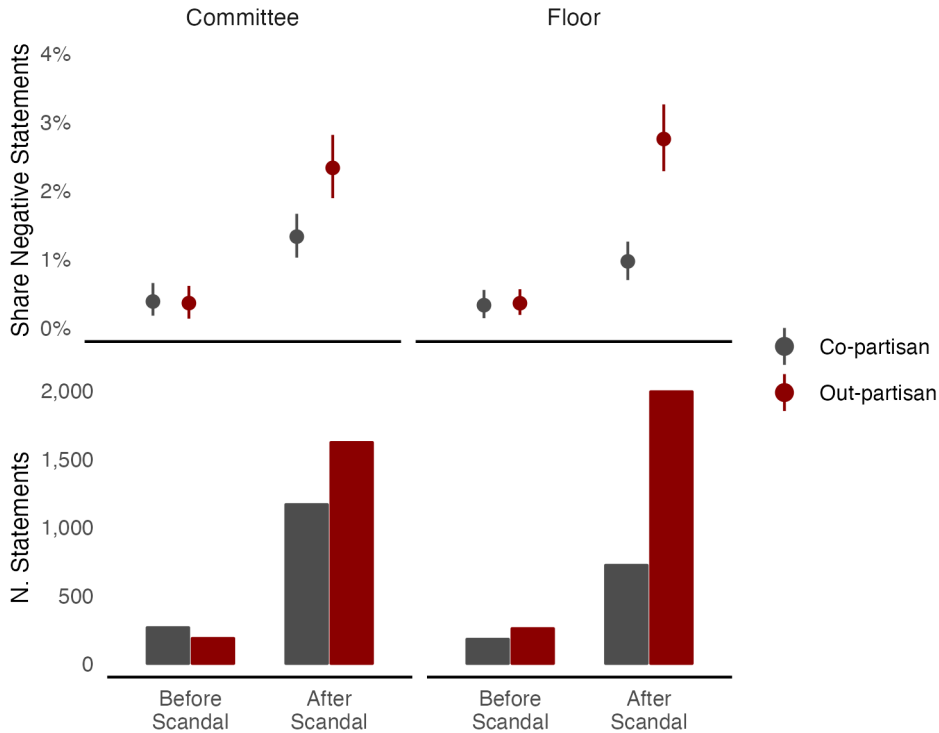 Committee
Floor
Share Negative Statements
4%
3%
2%
1%
0%
Co-partisan
Out-partisan
N. Statements
2,000
1,500
1,000
500
0
Before
Scandal
After
Scandal
Before
Scandal
After
Scandal